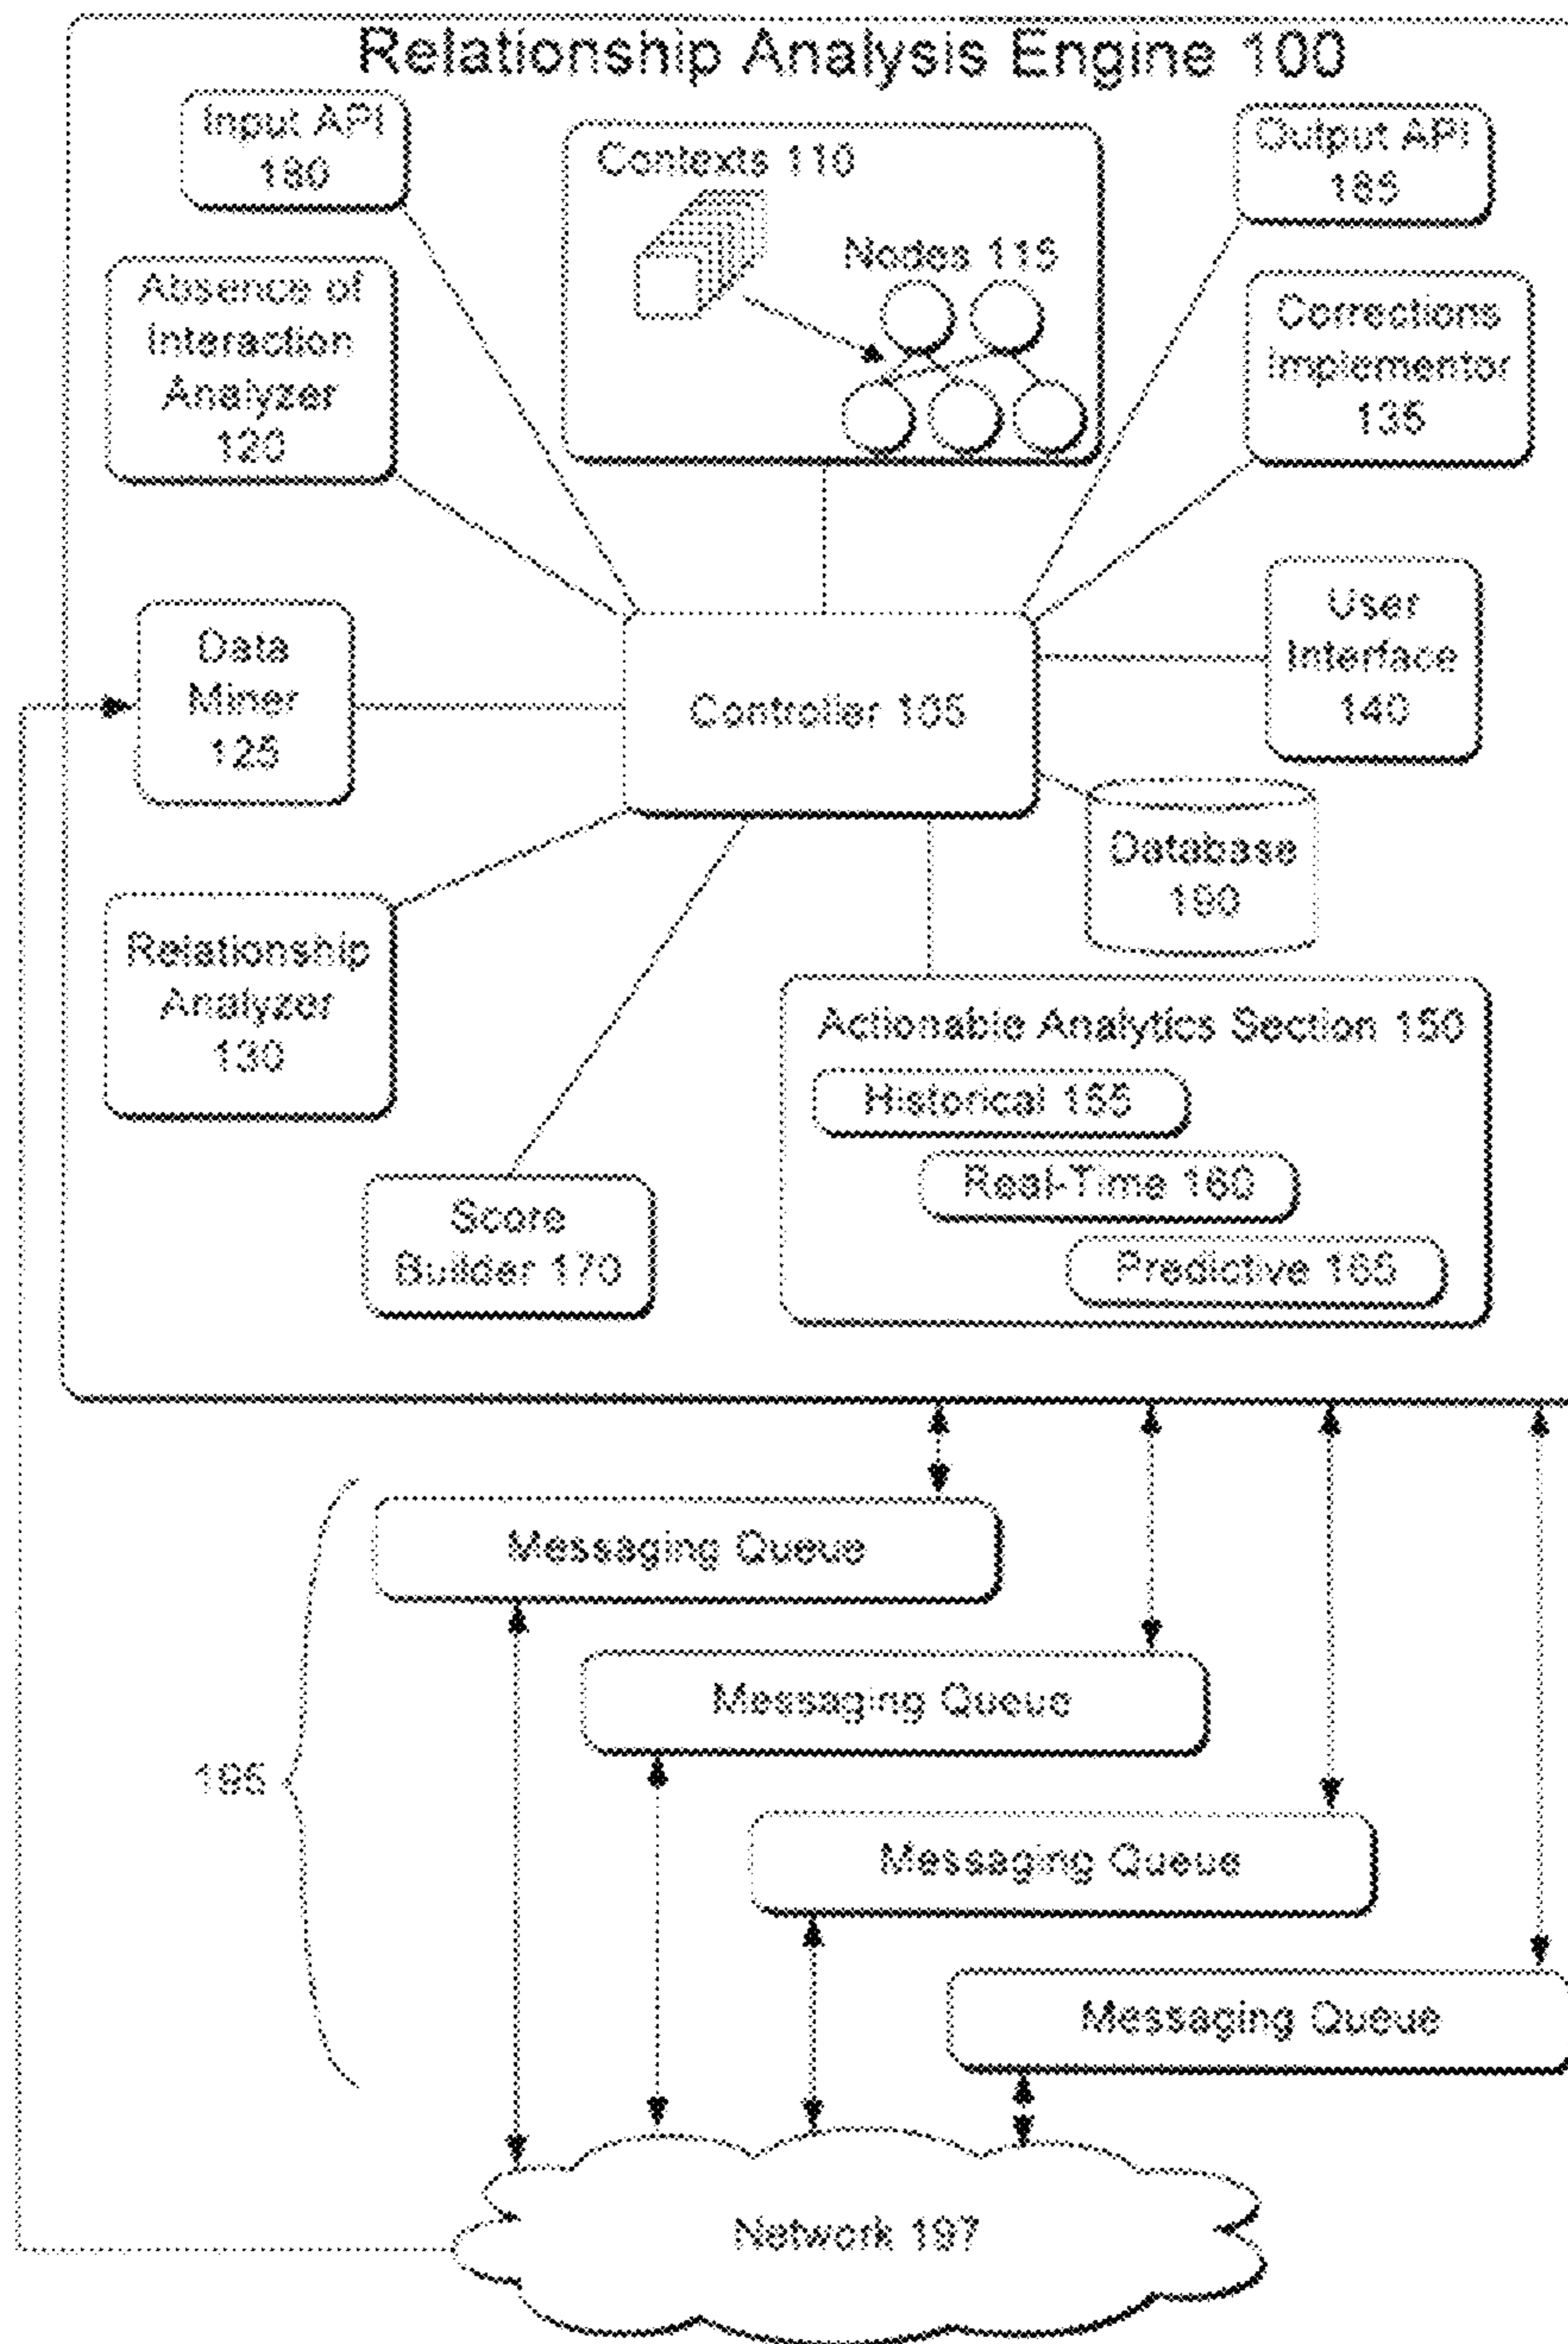 Relationship Analysis Engine 100
Input API
180
Contexts 110
Nodes 115
Output API
185
Absence of
Interaction
Analyzer
120
Corrections
Implementor
135
Data
Miner
125
Controller 105
User
Interface
140
Database
190
Relationship
Analyzer
130
Actionable Analytics Section 150
Historical 155
Real-Time 160
Predictive 165
Score
Builder 170
Messaging Queue
Messaging Queue
195
Messaging Queue
Messaging Queue
Network 197